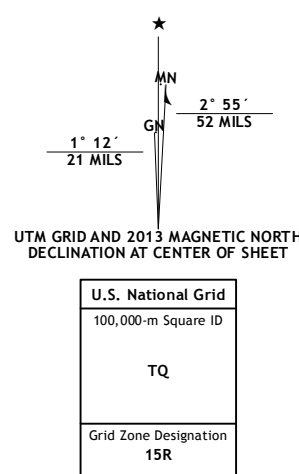 ★
MN
GN
2° 55´
52 MILS
1° 12´
21 MILS
UTM GRID AND 2013 MAGNETIC NORTH
DECLINATION AT CENTER OF SHEET
U.S. National Grid
100,000-m Square ID
TQ
Grid Zone Designation
15R